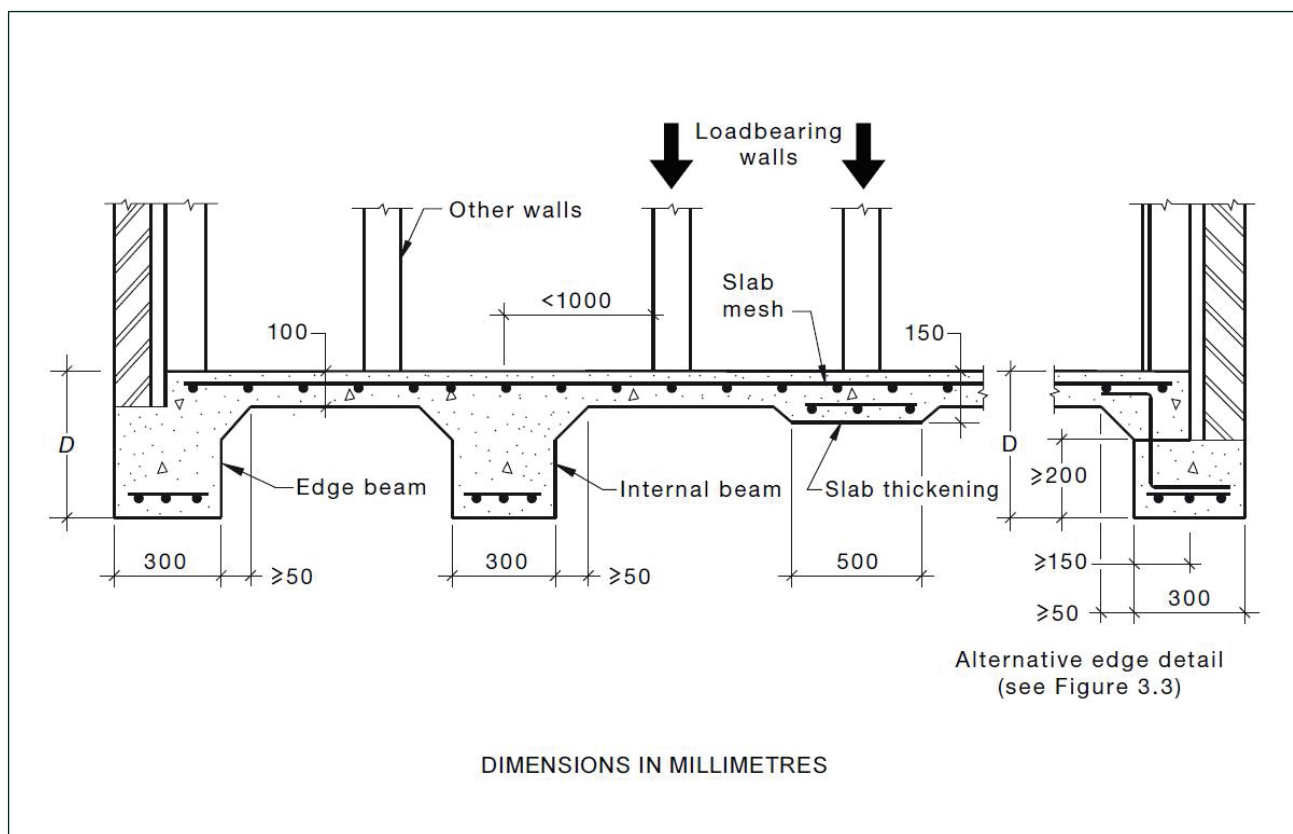 Loadbearing
walls
Other walls
<1000
Slab
mesh
100
150
D
D
Edge beam
Internal beam
Slab thickening
≥200
300
≥50
300
≥50
500
≥150
300
≥50
Alternative edge detail
(see Figure 3.3)
DIMENSIONS IN MILLIMETRES